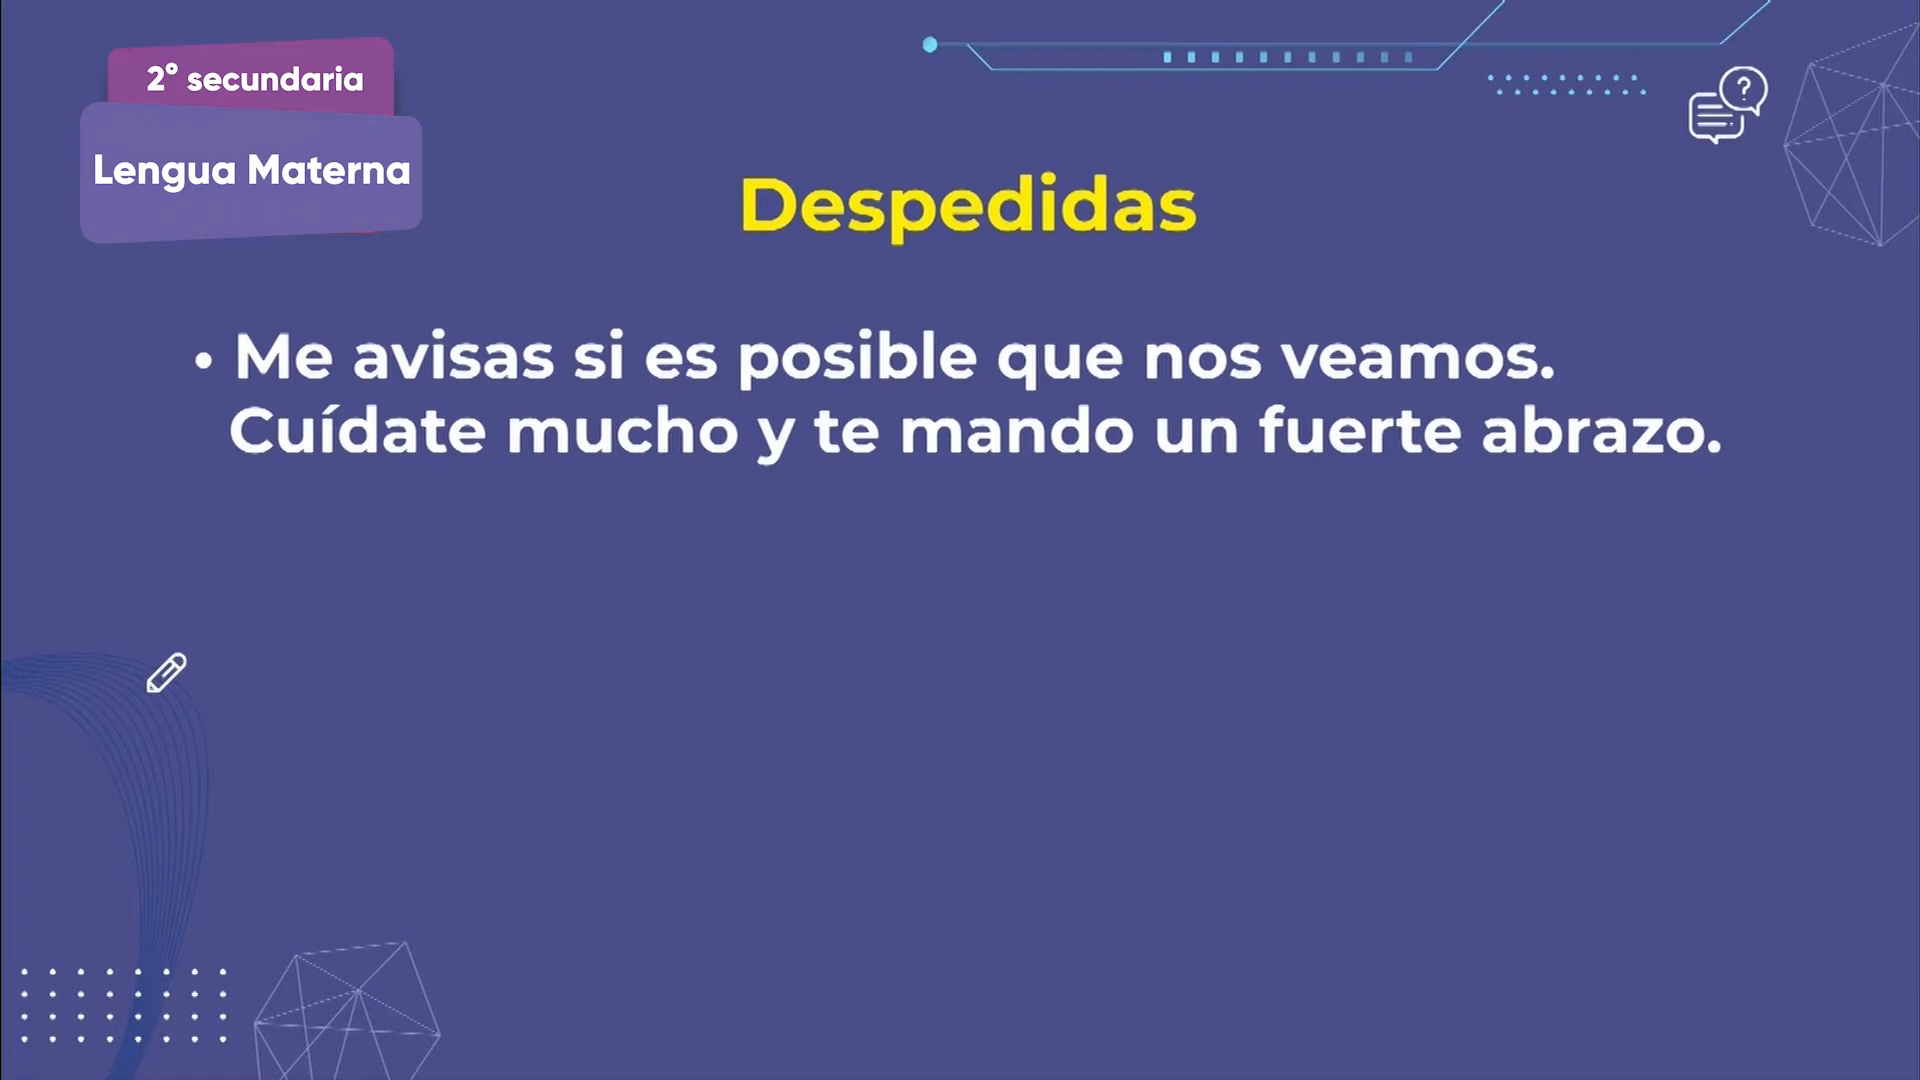 2° secundaria
Lengua Materna
Despedidas
• Me avisas si es posible que nos veamos.
Cuídate mucho y te mando un fuerte abrazo.